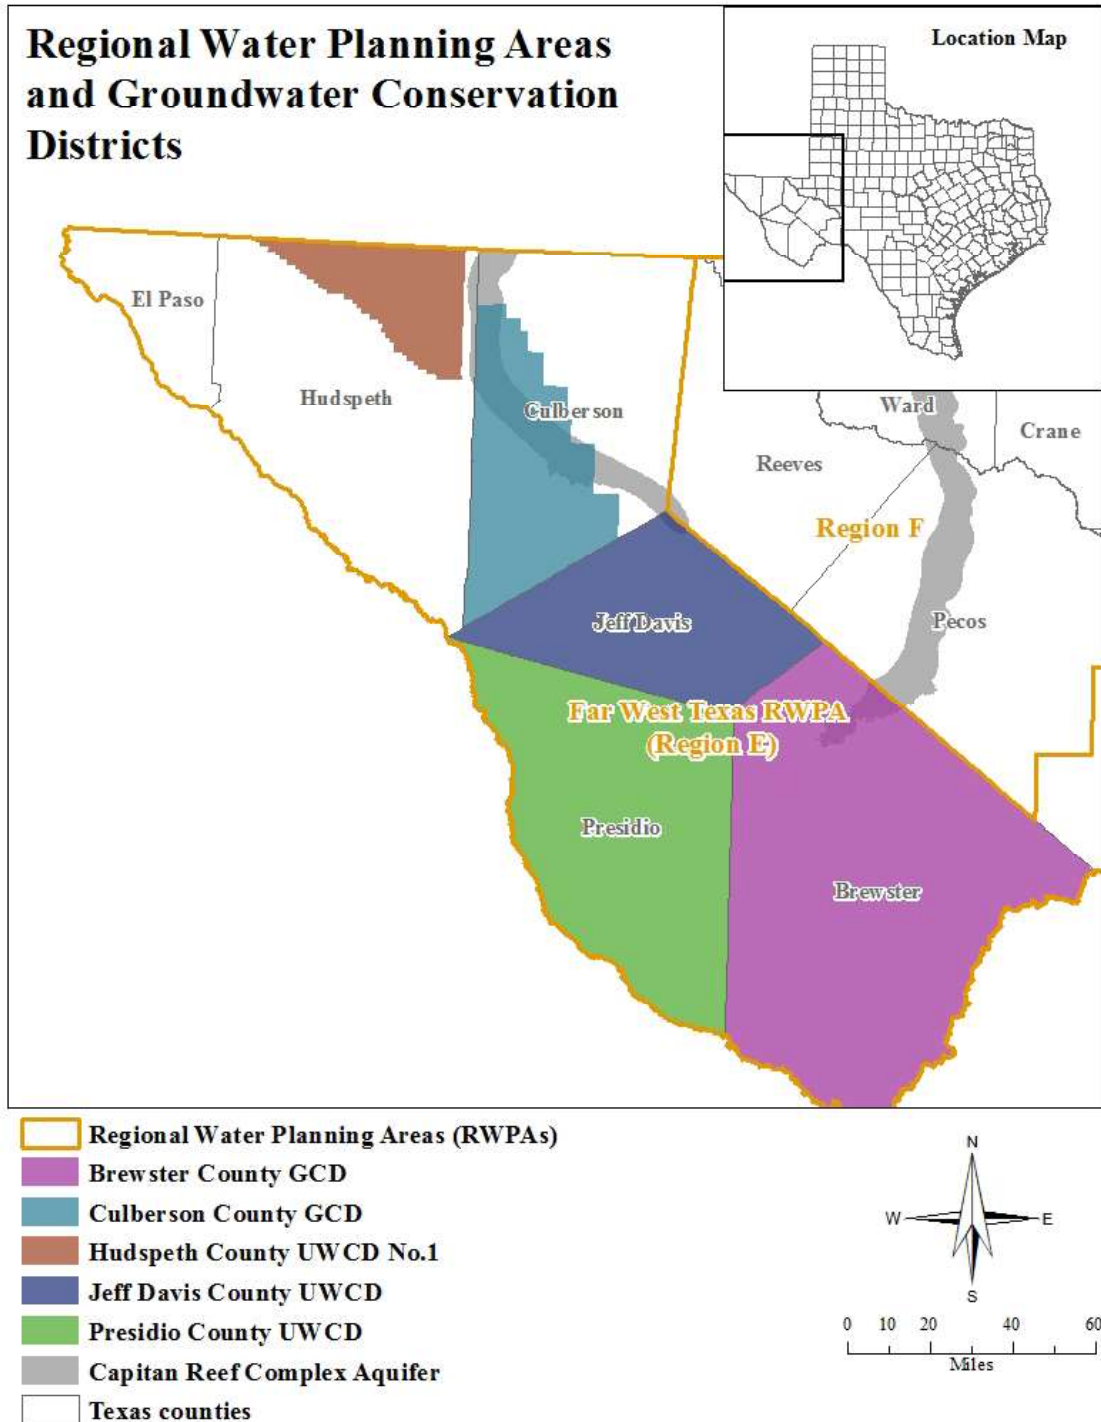 Regional Water Planning Areas
and Groundwater Conservation
Districts
Location Map
El Paso
Hudspeth
Culberson
Ward
Crane
Reeves
Region F
Jeff Davis
Pecos
Far West Texas RWPA
(Region E)
Presidio
Brewster
Regional Water Planning Areas (RWPAs)
Brewster County GCD
Culberson County GCD
Hudspeth County UWCD No.1
Jeff Davis County UWCD
Presidio County UWCD
Capitan Reef Complex Aquifer
Texas counties
N
W E
S
0 10 20 40 60
Miles